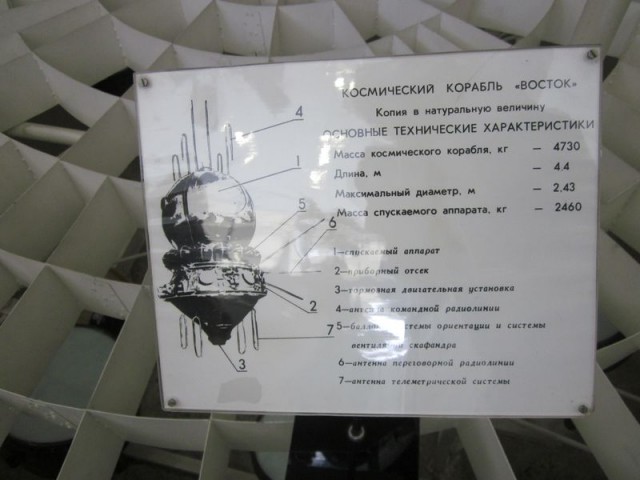 КОСМИЧЕСКИЙ КОРАБЛЬ «ВОСТОК»
Копия в натуральную величину
ОСНОВНЫЕ ТЕХНИЧЕСКИЕ ХАРАКТЕРИСТИКИ
Масса космического корабля, кг – 4730
Длина, м – 4.4
Максимальный диаметр, м – 2.43
Масса спускаемого аппарата, кг – 2460
4
1
5
6
2
7
3
1—спускаемый аппарат
2—приборный отсек
3—тормозная двигательная установка
4—антенна командной радиолинии
5—баллоны системы ориентации и системы
вентиляции скафандра
6—антенна переговорной радиолинии
7—антенна телеметрической системы